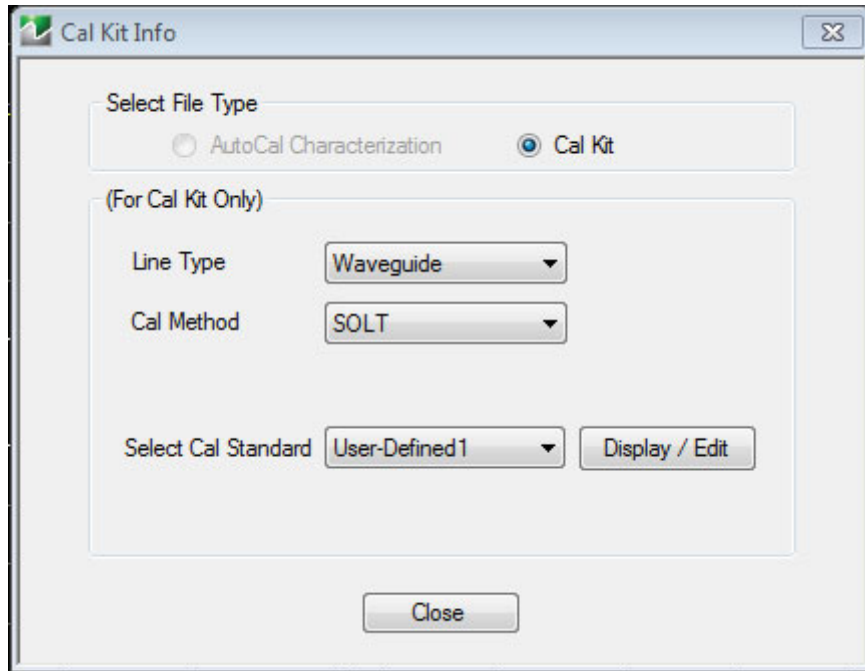 Cal Kit Info
Select File Type
AutoCal Characterization
Cal Kit
(For Cal Kit Only)
Line Type
Waveguide
Cal Method
SOLT
Select Cal Standard
User-Defined1
Display / Edit
Close